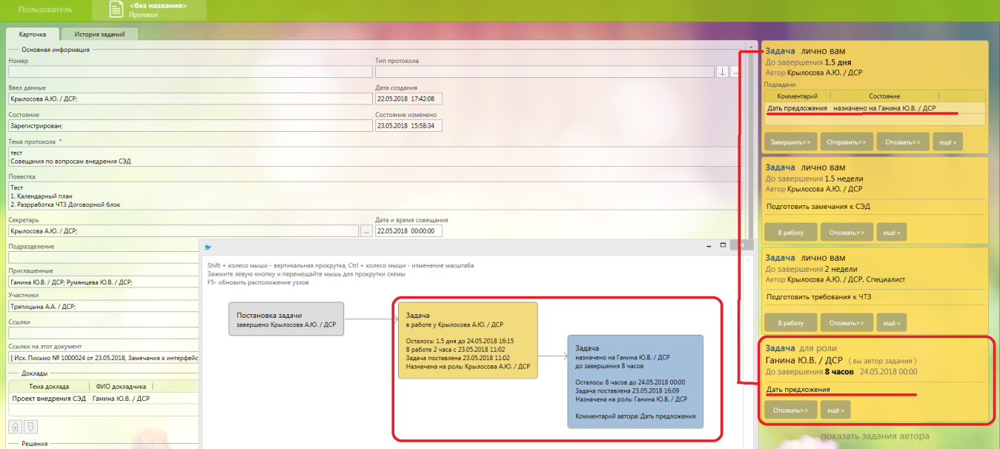 Пользователь
<без названия>
Протокол
Карточка
История заданий
Основная информация
Номер
Тип протокола
...
Ввел данные
Дата создания
Крылосова А.Ю. / ДСР;
22.05.2018 17:42:08
Состояние
Состояние изменено
Зарегистрирован;
23.05.2018 15:58:34
Тема протокола *
тест
Совещания по вопросам внедрения СЭД
Повестка
Тест
1. Календарный план
2. Разрработка ЧТЗ Договорной блок
Секретарь
Дата и время совещания
Крылосова А.Ю. / ДСР;
...
22.05.2018 00:00:00
Подразделение
Приглашенные
Ганина Ю.В. / ДСР; Румянцева Ю.В. / ДСР;
Участники
Тряпицына А.А. / ДСР;
Ссылки
Ссылки на этот документ
[ Исх. Письмо № 1000024 от 23.05.2018, Замечания к интерфейс
Доклады
Тема доклада
ФИО докладчика
Проект внедрения СЭД
Ганина Ю.В. / ДСР
Решения
Shift + колесо мыши - вертикальная прокрутка, Ctrl + колесо мыши - изменение масштаба
Зажмите левую кнопку и перемещайте мышь для прокрутки схемы
F5- обновить расположение узлов
Постановка задачи
завершено Крылосова А.Ю. / ДСР
Задача
в работе у Крылосова А.Ю. / ДСР
Осталось: 1.5 дня до 24.05.2018 16:15
В работе 2 часа с 23.05.2018 11:02
Задача поставлена 23.05.2018 11:02
Назначена на роль: Крылосова А.Ю. / ДСР
Задача
назначено на Ганина Ю.В. / ДСР
до завершения 8 часов
Осталось: 8 часов до 24.05.2018 00:00
Задача поставлена 23.05.2018 16:09
Назначена на роль: Ганина Ю.В. / ДСР
Комментарий автора: Дать предложения
Задача лично вам
До завершения 1.5 дня
Автор Крылосова А.Ю. / ДСР
Подзадачи
Комментарий
Состояние
Дать предложения
назначено на Ганина Ю.В. / ДСР
Завершить>>
Отправить>>
Отозвать>>
ещё
Задача лично вам
До завершения 1.5 недели
Автор Крылосова А.Ю. / ДСР
Подготовить замечания к СЭД
В работу
Отозвать>>
ещё
Задача лично вам
До завершения 2 недели
Автор Крылосова А.Ю. / ДСР, Специалист
Подготовить требования к ЧТЗ
В работу
Отозвать>>
ещё
Задача для роли
Ганина Ю.В. / ДСР ( вы автор задания )
До завершения 8 часов 24.05.2018 00:00
Дать предложения
Отозвать>>
ещё
показать задания автора